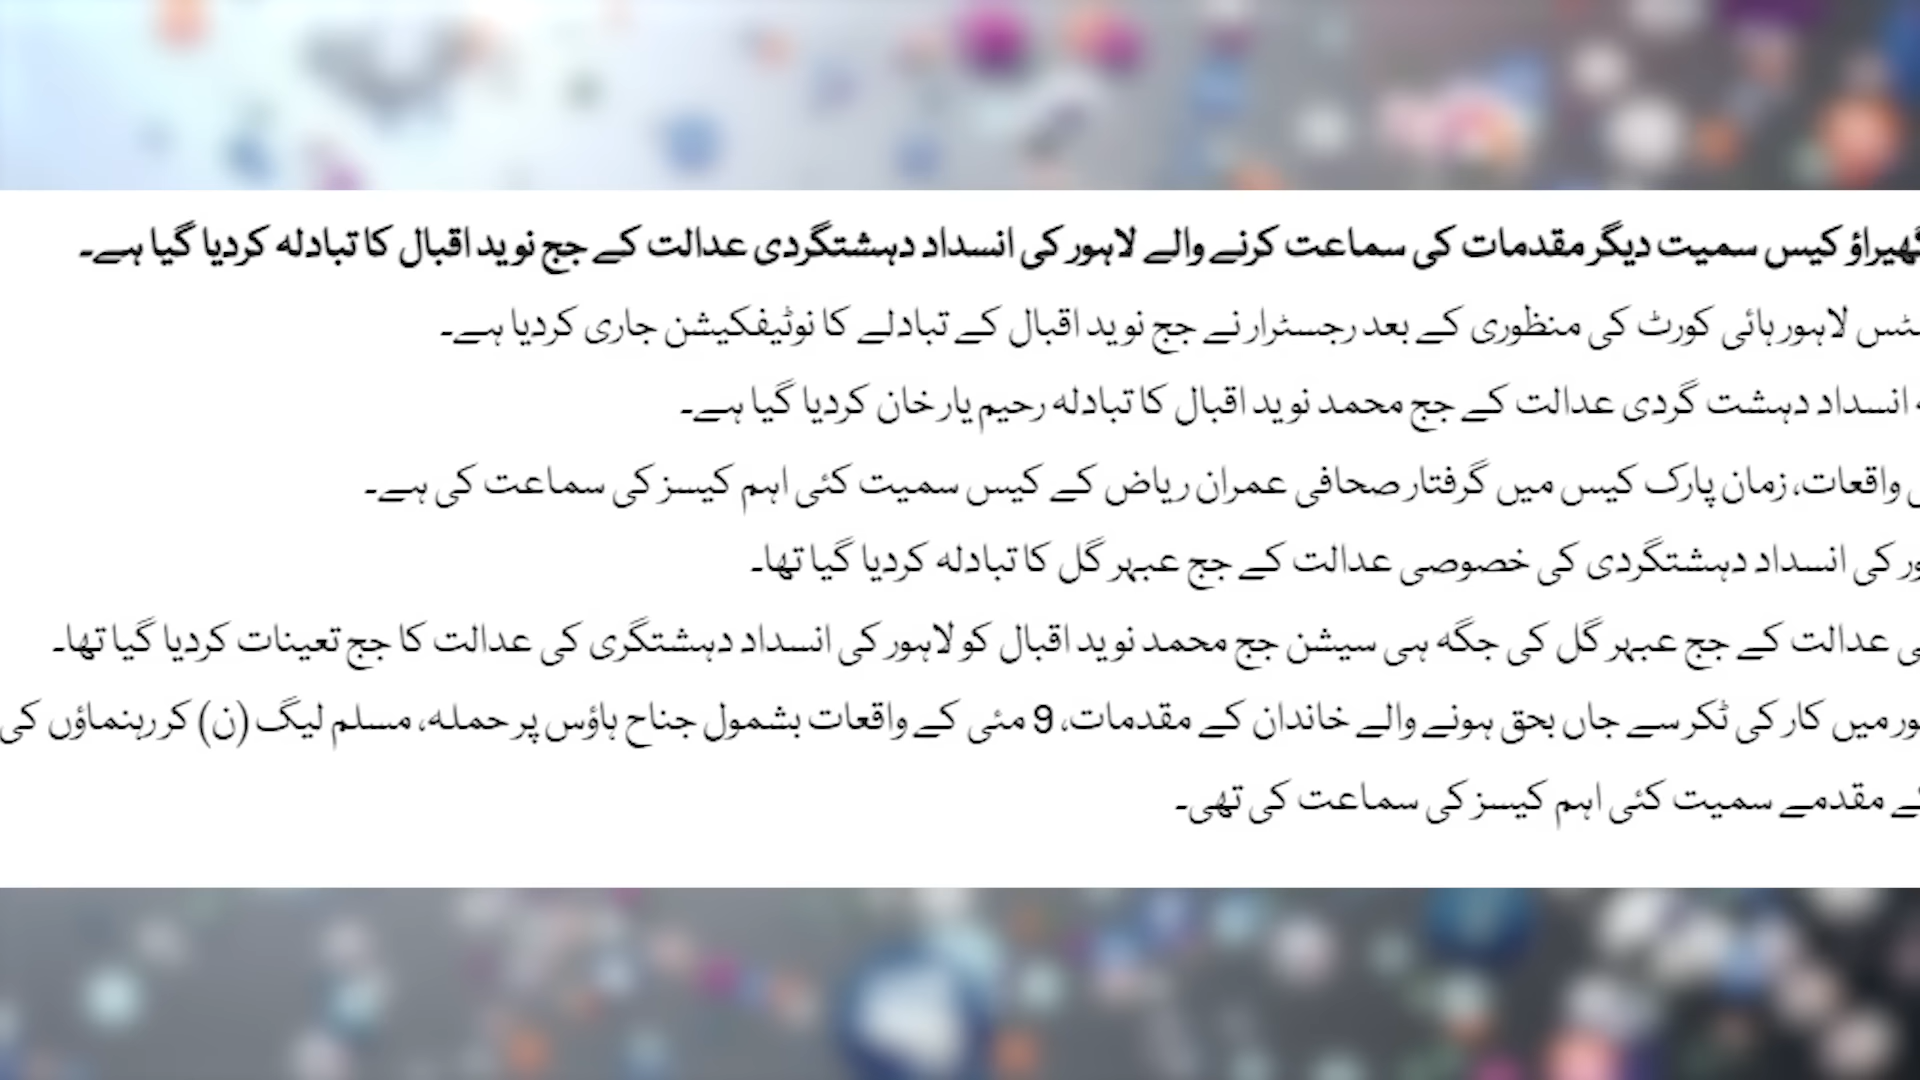 گھیراؤ کیس سمیت دیگر مقدمات کی سماعت کرنے والے لاہور کی انسداد دہشتگردی عدالت کے جج نوید اقبال کا تبادلہ کردیا گیا ہے۔
لاہور ہائی کورٹ کی منظوری کے بعد رجسٹرار نے جج نوید اقبال کے تبادلے کا نوٹیفکیشن جاری کردیا ہے۔
انسداد دہشت گردی عدالت کے جج محمد نوید اقبال کا تبادلہ رحیم یار خان کردیا گیا ہے۔
واقعات، زمان پارک کیس میں گرفتار صحافی عمران ریاض کے کیس سمیت کئی اہم کیسز کی سماعت کی ہے۔
کی انسداد دہشتگردی کی خصوصی عدالت کے جج عبہر گل کا تبادلہ کردیا گیا تھا۔
عدالت کے جج عبہر گل کی جگہ ہی سیشن جج محمد نوید اقبال کو لاہور کی انسداد دہشتگری کی عدالت کا جج تعینات کردیا گیا تھا۔
میں کار کی ٹکر سے جاں بحق ہونے والے خاندان کے مقدمات، 9 مئی کے واقعات بشمول جناح ہاؤس پر حملہ، مسلم لیگ (ن) کر رہنماؤں کی
مقدمے سمیت کئی اہم کیسز کی سماعت کی تھی۔